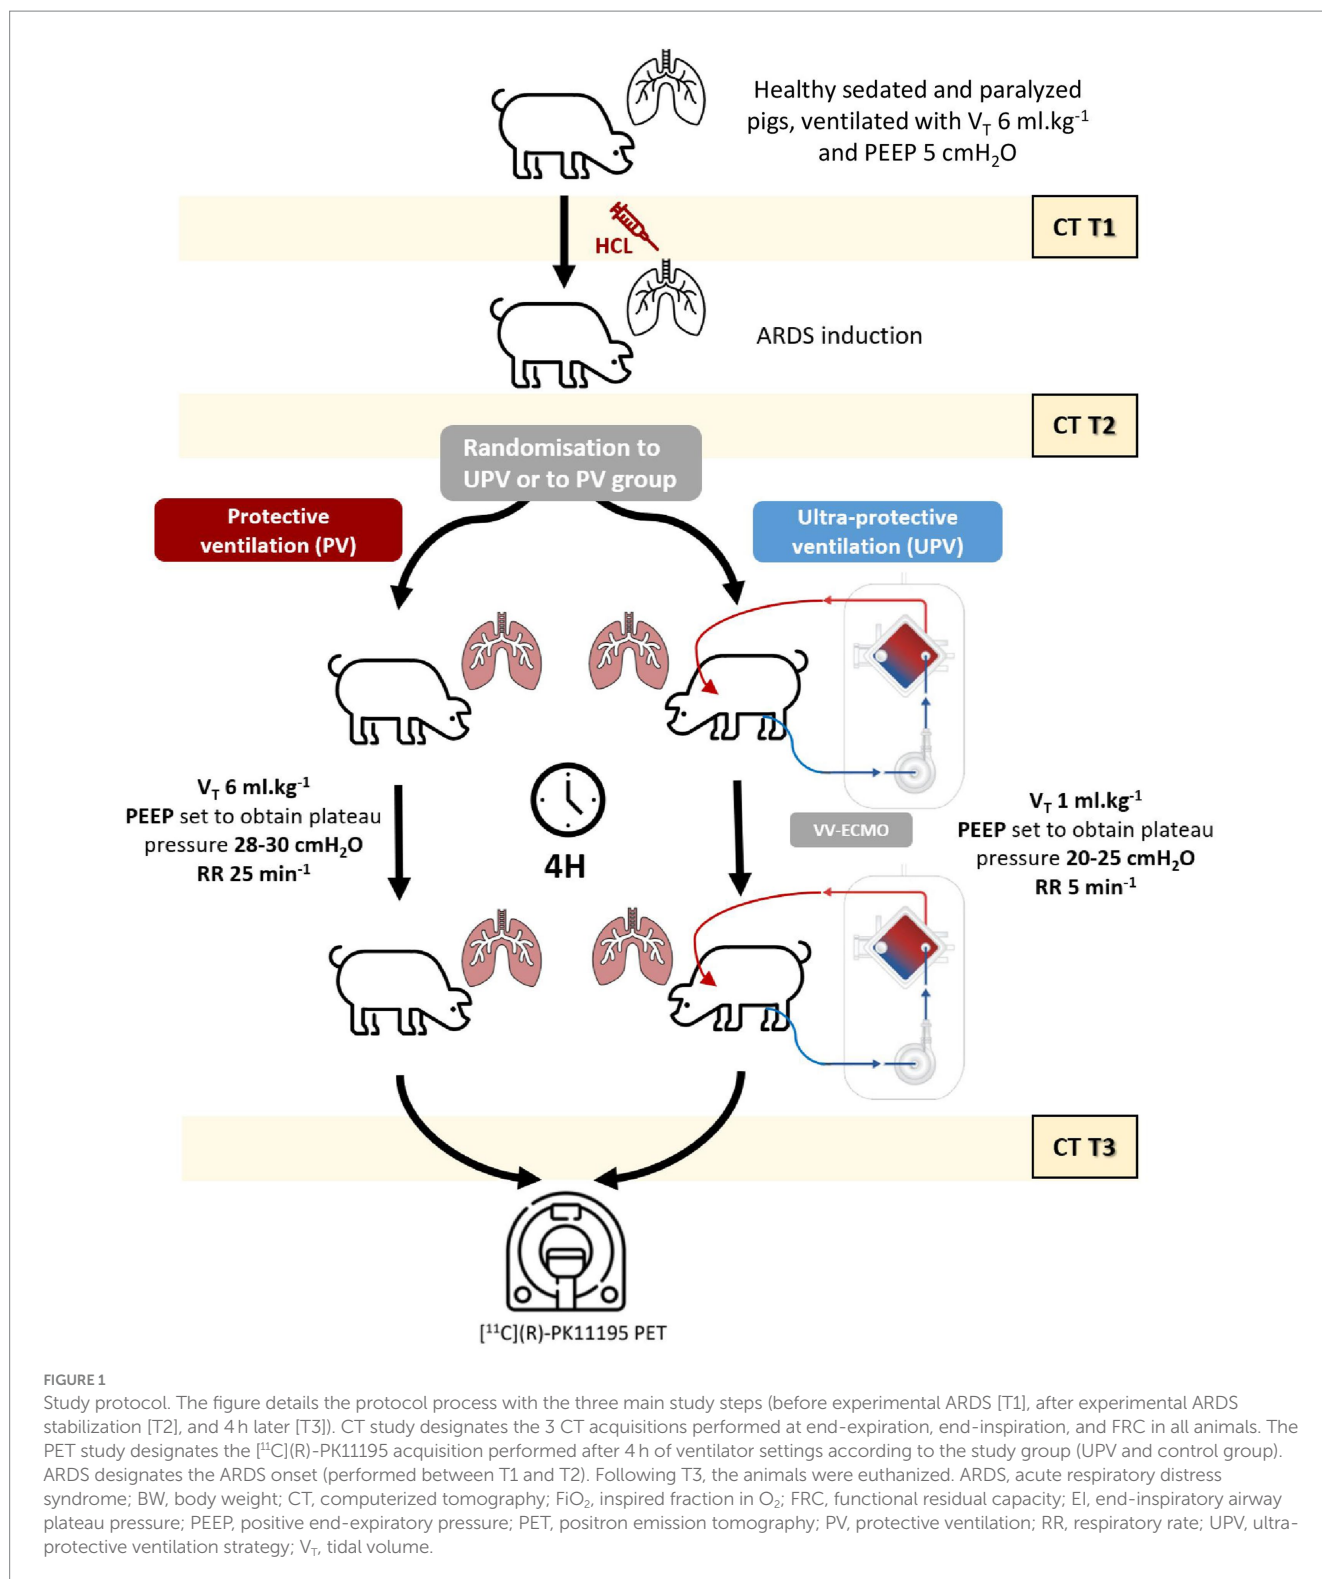 Healthy sedated and paralyzed
pigs, ventilated with V_T 6 ml.kg⁻¹
and PEEP 5 cmH₂O
CT T1
HCL
ARDS induction
CT T2
Randomisation to
UPV or to PV group
Protective
ventilation (PV)
Ultra-protective
ventilation (UPV)
V_T 6 ml.kg⁻¹
PEEP set to obtain plateau
pressure 28-30 cmH₂O
RR 25 min⁻¹
4H
VV-ECMO
V_T 1 ml.kg⁻¹
PEEP set to obtain plateau
pressure 20-25 cmH₂O
RR 5 min⁻¹
CT T3
[¹¹C](R)-PK11195 PET
FIGURE 1
Study protocol. The figure details the protocol process with the three main study steps (before experimental ARDS [T1], after experimental ARDS
stabilization [T2], and 4 h later [T3]). CT study designates the 3 CT acquisitions performed at end-expiration, end-inspiration, and FRC in all animals. The
PET study designates the [¹¹C](R)-PK11195 acquisition performed after 4 h of ventilator settings according to the study group (UPV and control group).
ARDS designates the ARDS onset (performed between T1 and T2). Following T3, the animals were euthanized. ARDS, acute respiratory distress
syndrome; BW, body weight; CT, computerized tomography; FiO₂, inspired fraction in O₂; FRC, functional residual capacity; EI, end-inspiratory airway
plateau pressure; PEEP, positive end-expiratory pressure; PET, positron emission tomography; PV, protective ventilation; RR, respiratory rate; UPV, ultra-
protective ventilation strategy; V_T, tidal volume.